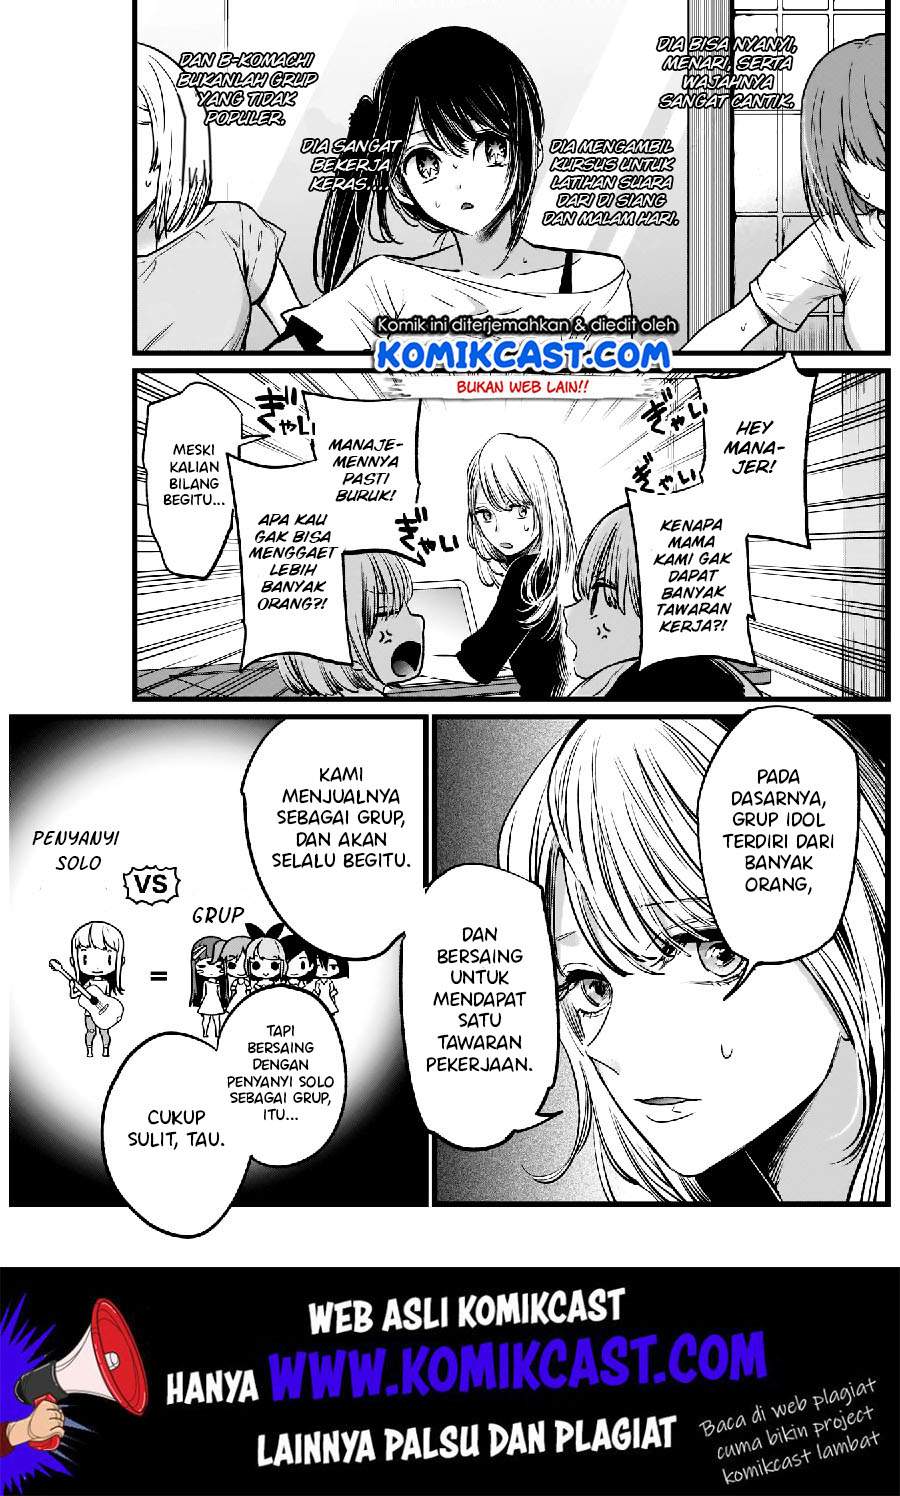 DIA BISA NYANYI,
MENARI, SERTA
WAJAHNYA
SANGAT CANTIK.
DIA MENGAMBIL
KURSUS UNTUK
LATIHAN SUARA
DARI DI SIANG
DAN MALAM HARI.
DIA SANGAT
BEKERJA
KERAS....
DAN B-KOMACHI
BUKANLAH GRUP
YANG TIDAK
POPULER.
Komik ini diterjemahkan & diedit oleh
KOMIKCAST.COM
BUKAN WEB LAIN!!
HEY
MANA-
JER!
KENAPA
MAMA
KAMI GAK
DAPAT
BANYAK
TAWARAN
KERJA?!
ぎゃい
ぎゃい
MANAJE-
MENNYA
PASTI
BURUK!
APA KAU
GAK BISA
MENGGAET
LEBIH
BANYAK
ORANG?!
ぎゃい
ぎゃい
MESKI
KALIAN
BILANG
BEGITU...
PADA
DASARNYA,
GRUP IDOL
TERDIRI DARI
BANYAK
ORANG,
DAN
BERSAING
UNTUK
MENDAPAT
SATU
TAWARAN
PEKERJAAN.
KAMI
MENJUALNYA
SEBAGAI GRUP,
DAN AKAN
SELALU BEGITU.
PENYANYI
SOLO
VS
GRUP
=
TAPI
BERSAING
DENGAN
PENYANYI SOLO
SEBAGAI GRUP,
ITU...
CUKUP
SULIT, TAU.
WEB ASLI KOMIKCAST
HANYA WWW.KOMIKCAST.COM
LAINNYA PALSU DAN PLAGIAT
Baca di web plagiat
cuma bikin project
komikcast lambat